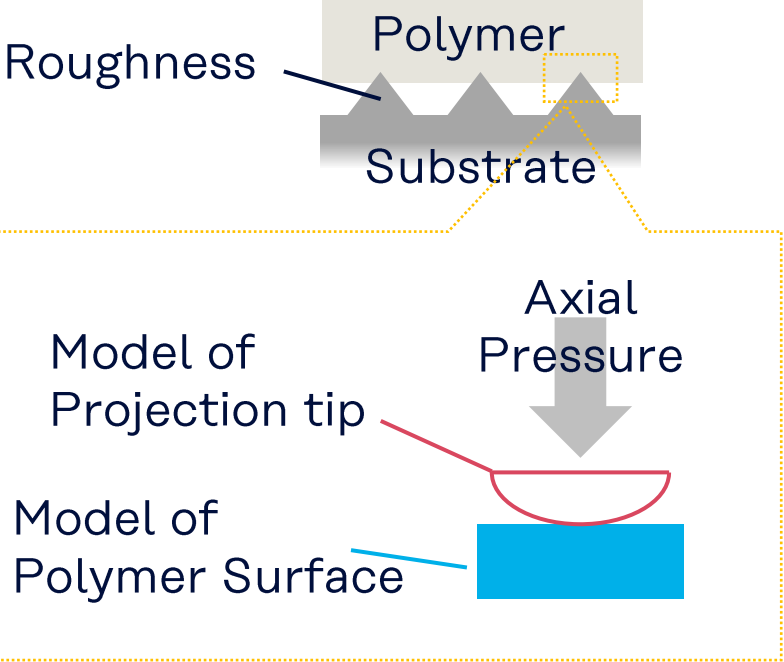 Polymer
Roughness
Substrate
Axial
Pressure
Model of
Projection tip
Model of
Polymer Surface